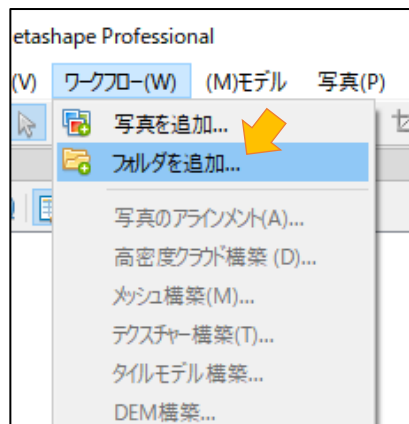 etashape Professional
(V) ワークフロー(W) (M)モデル 写真(P)
写真を追加...
フォルダを追加...
写真のアラインメント(A)...
高密度クラウド構築 (D)...
メッシュ構築(M)...
テクスチャー構築(T)...
タイルモデル構築...
DEM構築...